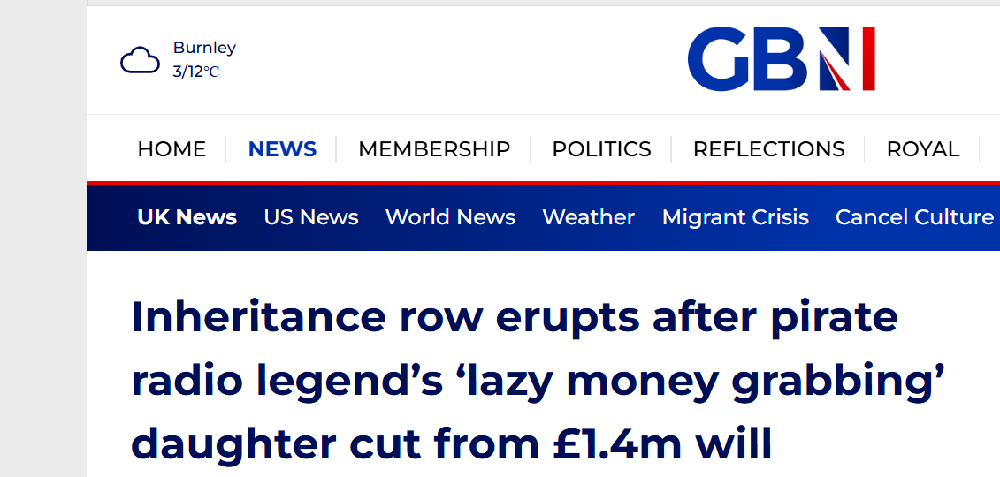 Burnley
3/12°C
GBN
HOME NEWS MEMBERSHIP POLITICS REFLECTIONS ROYAL
UK News US News World News Weather Migrant Crisis Cancel Culture
Inheritance row erupts after pirate
radio legend’s ‘lazy money grabbing’
daughter cut from £1.4m will